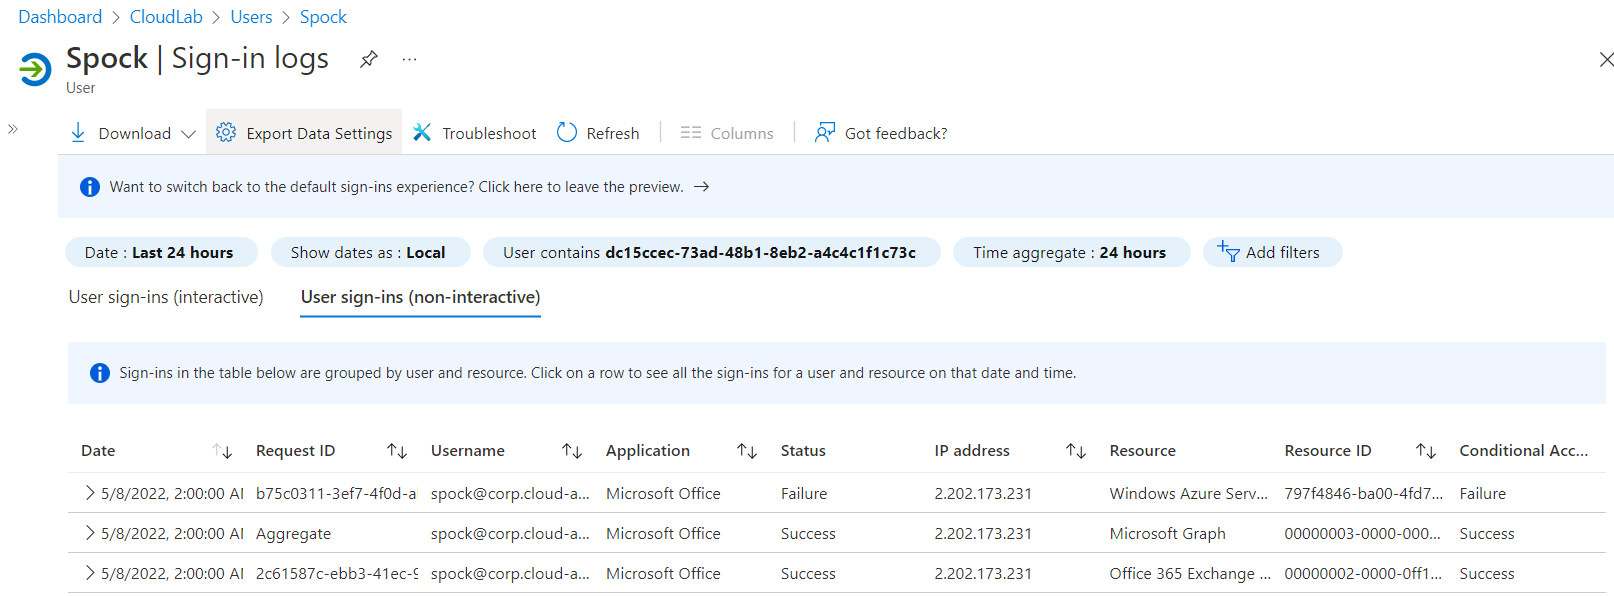 Dashboard > CloudLab > Users > Spock
Spock | Sign-in logs ...
User
Download Export Data Settings Troubleshoot Refresh Columns Got feedback?
Want to switch back to the default sign-ins experience? Click here to leave the preview. →
Date : Last 24 hours Show dates as : Local User contains dc15ccec-73ad-48b1-8eb2-a4c4c1f1c73c Time aggregate : 24 hours Add filters
User sign-ins (interactive) User sign-ins (non-interactive)
Sign-ins in the table below are grouped by user and resource. Click on a row to see all the sign-ins for a user and resource on that date and time.
Date Request ID Username Application Status IP address Resource Resource ID Conditional Acc...
5/8/2022, 2:00:00 AI b75c0311-3ef7-4f0d-a spock@corp.cloud-a... Microsoft Office Failure 2.202.173.231 Windows Azure Serv... 797f4846-ba00-4fd7... Failure
5/8/2022, 2:00:00 AI Aggregate spock@corp.cloud-a... Microsoft Office Success 2.202.173.231 Microsoft Graph 00000003-0000-000... Success
5/8/2022, 2:00:00 AI 2c61587c-ebb3-41ec-9 spock@corp.cloud-a... Microsoft Office Success 2.202.173.231 Office 365 Exchange ... 00000002-0000-0ff1... Success